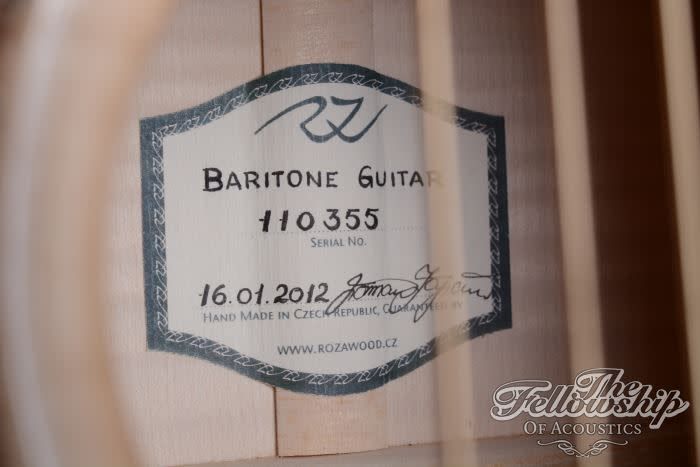 RZ
BARITONE GUITAR
110355
SERIAL NO.
16.01.2012
HAND MADE IN CZECH REPUBLIC, GUARANTEED BY
WWW.ROZAWOOD.CZ
The
Fellowship
OF ACOUSTICS